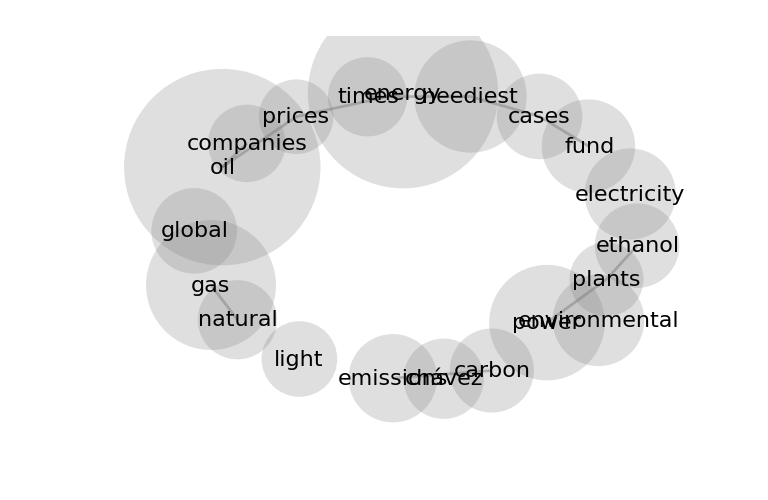 energy
times
neediest
prices
cases
companies
fund
oil
electricity
global
ethanol
plants
gas
natural
power
environmental
light
carbon
emissions
chávez